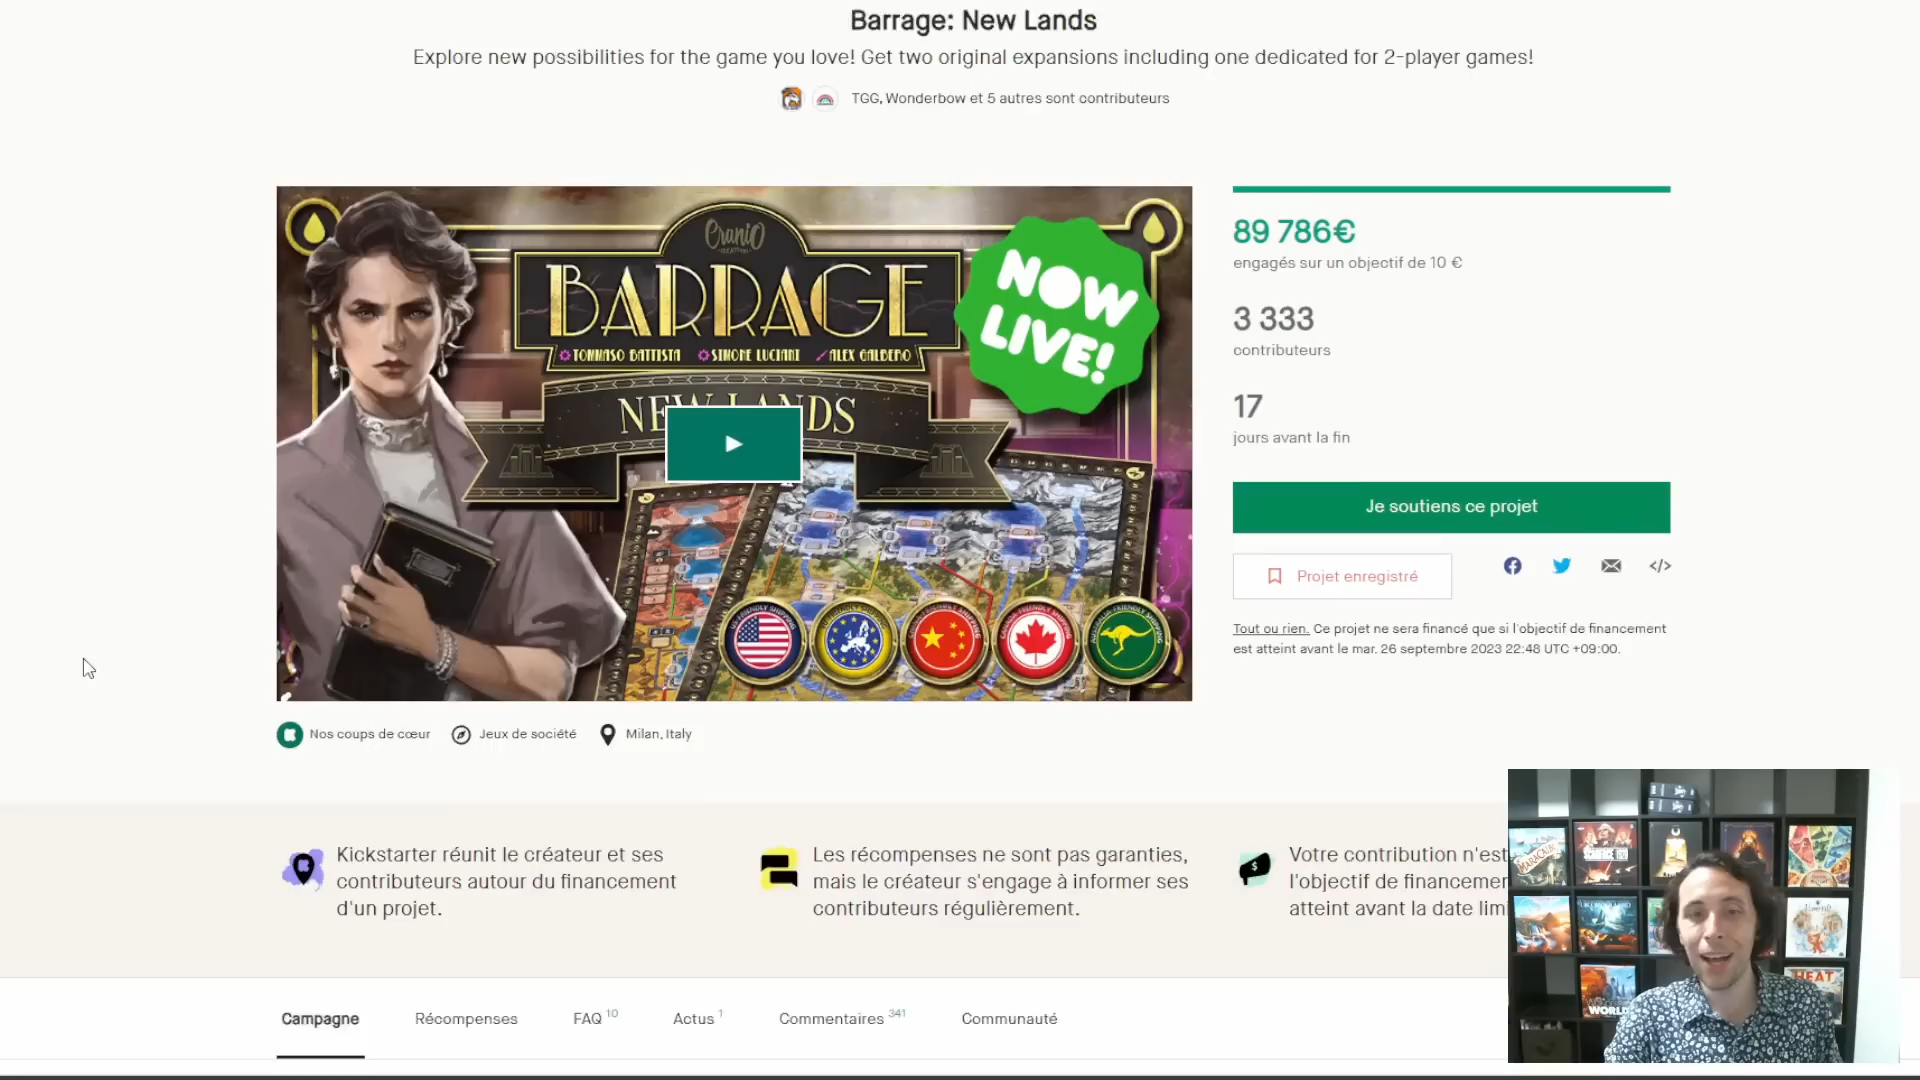 Barrage: New Lands
Explore new possibilities for the game you love! Get two original expansions including one dedicated for 2-player games!
TGG, Wonderbow et 5 autres sont contributeurs
Cranio
BARRAGE
TOMMASO BATTISTA SIMONE LUCIANI ALEX GALBERO
NEW LANDS
NOW
LIVE!
89 786€
engagés sur un objectif de 10 €
3 333
contributeurs
17
jours avant la fin
Je soutiens ce projet
Projet enregistré
</>
Tout ou rien. Ce projet ne sera financé que si l'objectif de financement
est atteint avant le mar. 26 septembre 2023 22:48 UTC +09:00.
Nos coups de cœur
Jeux de société
Milan, Italy
Kickstarter réunit le créateur et ses
contributeurs autour du financement
d'un projet.
Les récompenses ne sont pas garanties,
mais le créateur s'engage à informer ses
contributeurs régulièrement.
Votre contribution n'est
l'objectif de financemen
atteint avant la date limi
MARACAIBO
HEAT
WORLD
Campagne
Récompenses
FAQ 10
Actus 1
Commentaires 341
Communauté